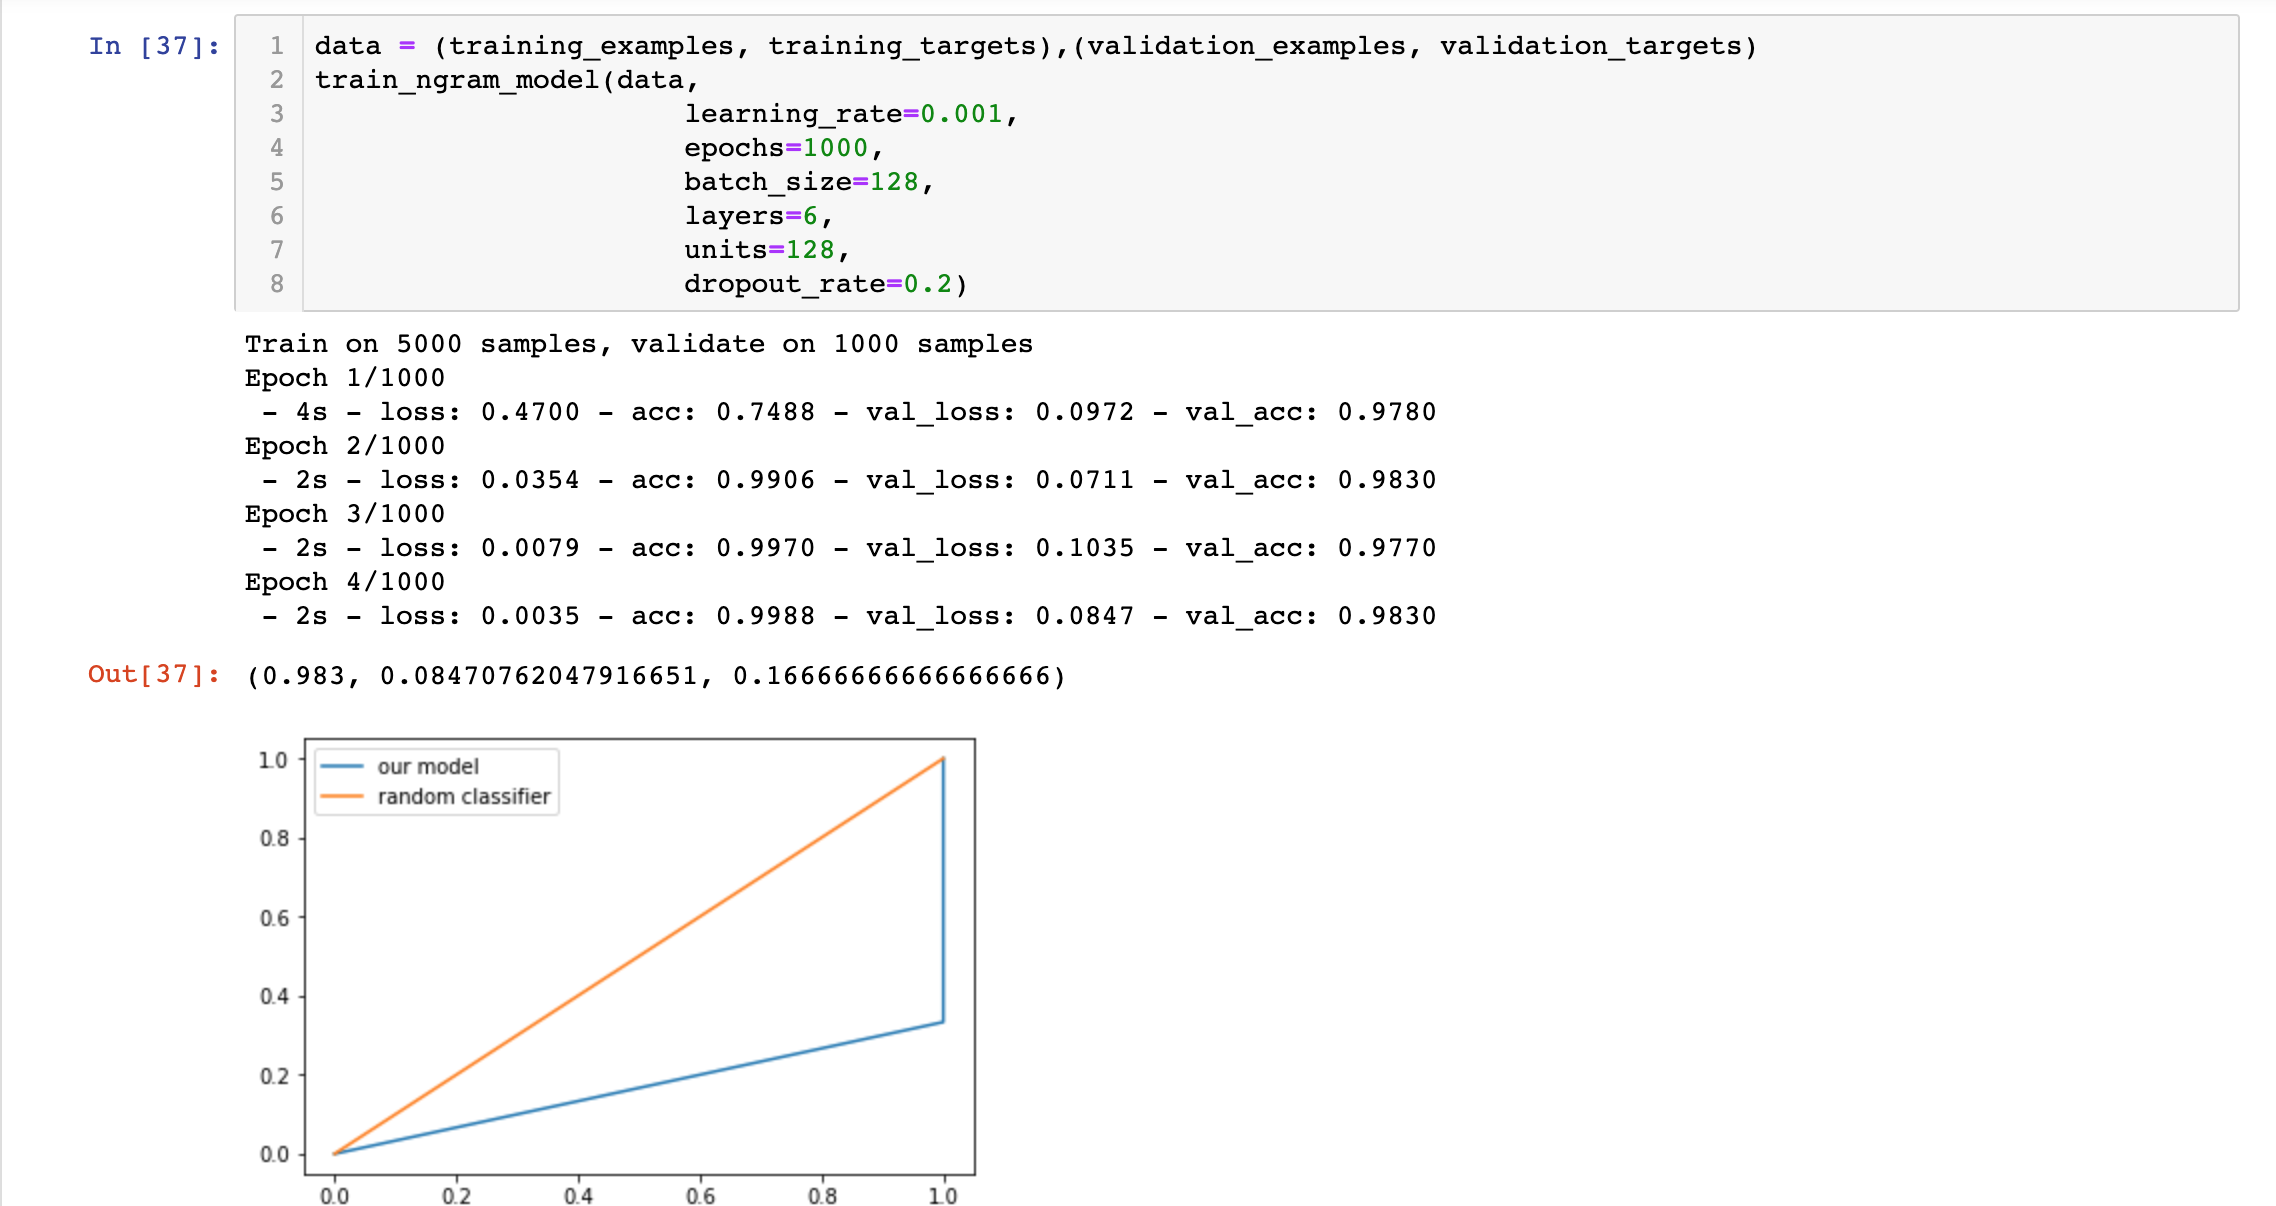 In [37]:
1 data = (training_examples, training_targets),(validation_examples, validation_targets)
2 train_ngram_model(data,
3 learning_rate=0.001,
4 epochs=1000,
5 batch_size=128,
6 layers=6,
7 units=128,
8 dropout_rate=0.2)
Train on 5000 samples, validate on 1000 samples
Epoch 1/1000
 - 4s - loss: 0.4700 - acc: 0.7488 - val_loss: 0.0972 - val_acc: 0.9780
Epoch 2/1000
 - 2s - loss: 0.0354 - acc: 0.9906 - val_loss: 0.0711 - val_acc: 0.9830
Epoch 3/1000
 - 2s - loss: 0.0079 - acc: 0.9970 - val_loss: 0.1035 - val_acc: 0.9770
Epoch 4/1000
 - 2s - loss: 0.0035 - acc: 0.9988 - val_loss: 0.0847 - val_acc: 0.9830
Out[37]: (0.983, 0.08470762047916651, 0.16666666666666666)
our model
random classifier
1.0
0.8
0.6
0.4
0.2
0.0
0.0 0.2 0.4 0.6 0.8 1.0